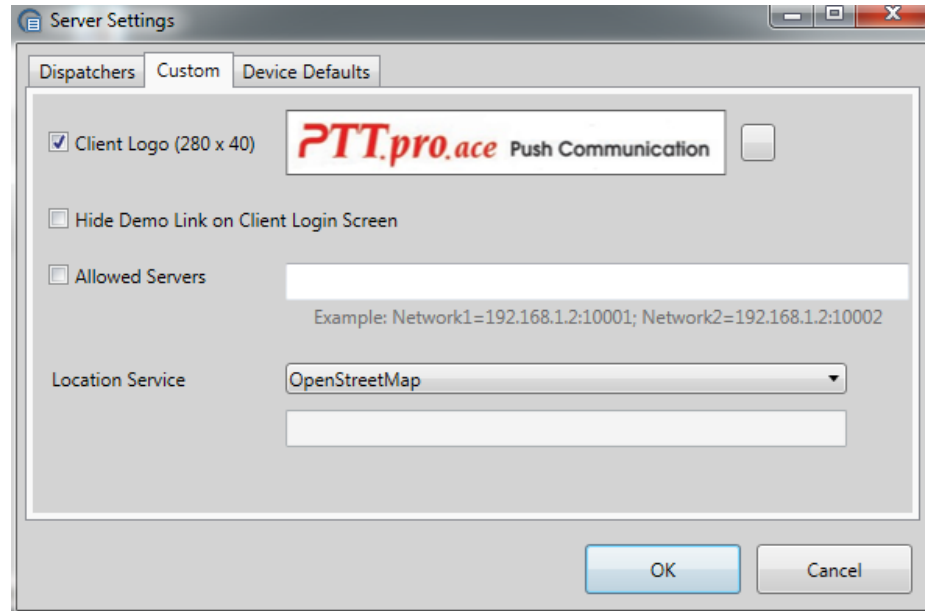 Server Settings
Dispatchers Custom Device Defaults
Client Logo (280 x 40)
PTT.pro.ace Push Communication
Hide Demo Link on Client Login Screen
Allowed Servers
Example: Network1=192.168.1.2:10001; Network2=192.168.1.2:10002
Location Service
OpenStreetMap
OK Cancel